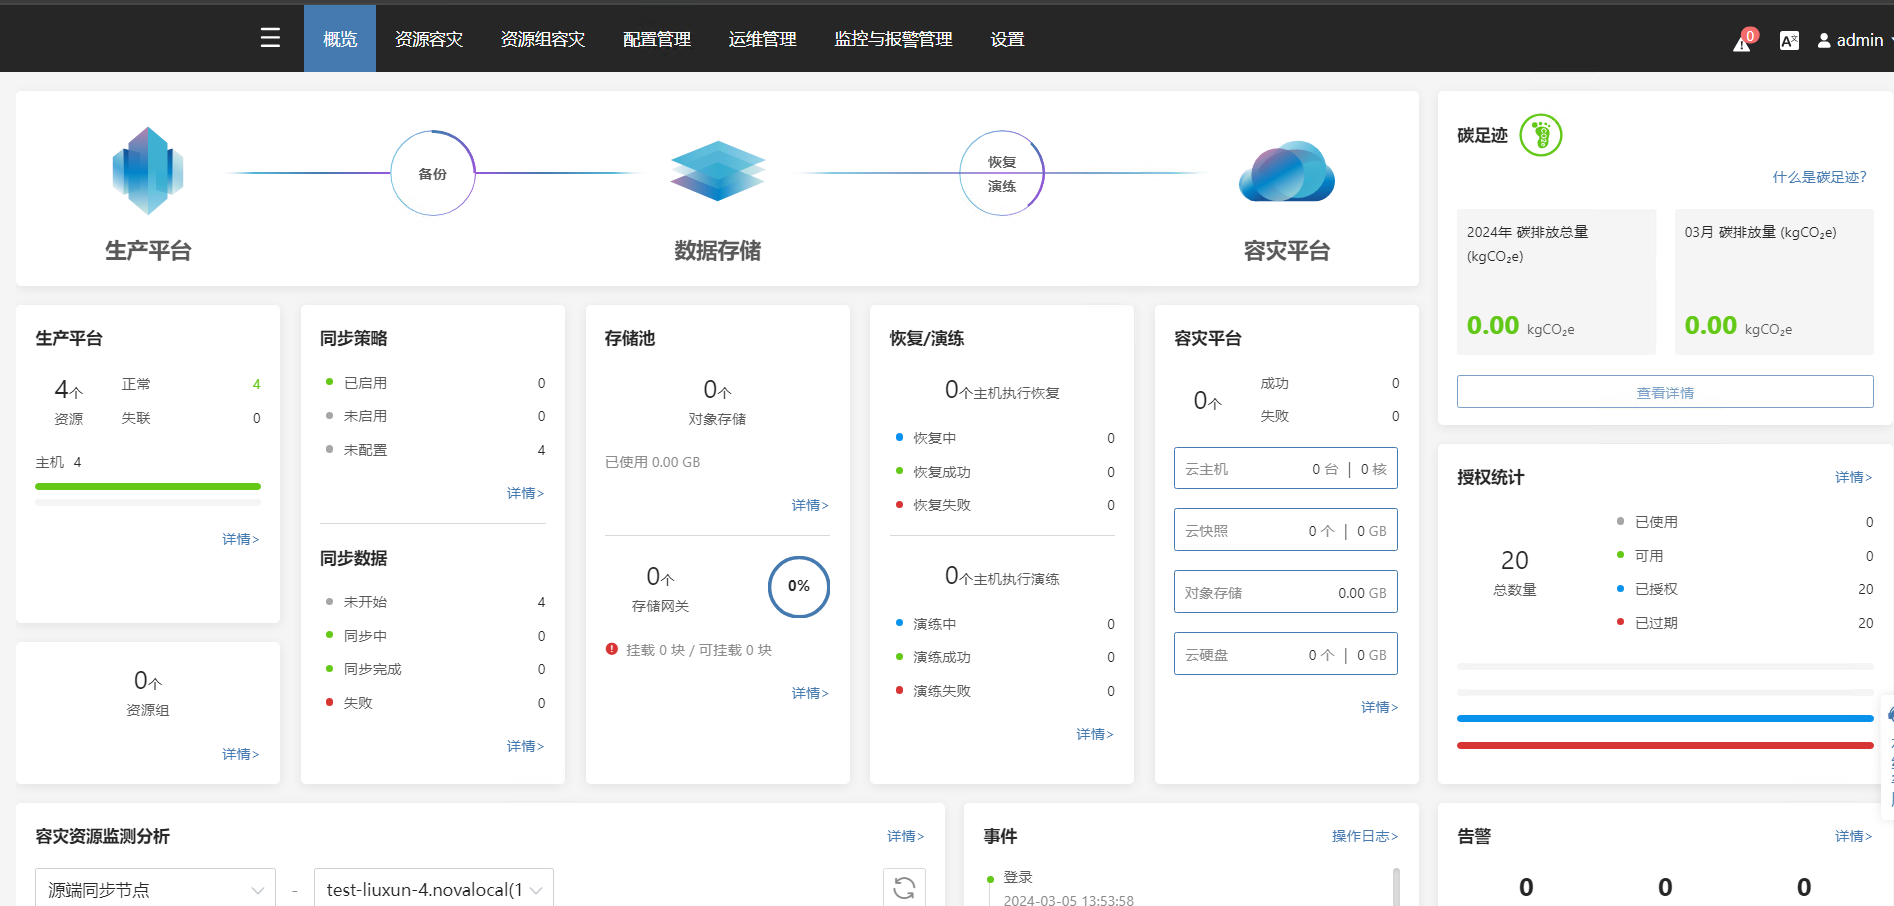 概览 资源容灾 资源组容灾 配置管理 运维管理 监控与报警管理 设置 0 admin
备份
恢复
演练
生产平台 数据存储 容灾平台
碳足迹
CO2e
什么是碳足迹?
2024年 碳排放总量
(kgCO₂e)
0.00 kgCO₂e
03月 碳排放量 (kgCO₂e)
0.00 kgCO₂e
查看详情
生产平台
4个
资源
正常 4
失联 0
主机 4
详情>
0个
资源组
详情>
同步策略
已启用 0
未启用 0
未配置 4
详情>
同步数据
未开始 4
同步中 0
同步完成 0
失败 0
详情>
存储池
0个
对象存储
已使用 0.00 GB
详情>
0个
存储网关
0%
挂载 0 块 / 可挂载 0 块
详情>
恢复/演练
0个主机执行恢复
恢复中 0
恢复成功 0
恢复失败 0
0个主机执行演练
演练中 0
演练成功 0
演练失败 0
详情>
容灾平台
0个
成功 0
失败 0
云主机 0 台 | 0 核
云快照 0 个 | 0 GB
对象存储 0.00 GB
云硬盘 0 个 | 0 GB
详情>
授权统计 详情>
20
总数量
已使用 0
可用 0
已授权 20
已过期 20
容灾资源监测分析 详情>
源端同步节点 - test-liuxun-4.novalocal(1
事件 操作日志>
登录
2024-03-05 13:53:58
告警 详情>
0 0 0